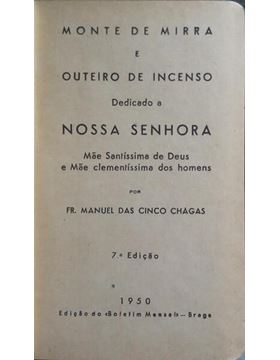 MONTE DE MIRRA
E
OUTEIRO DE INCENSO
Dedicado a
NOSSA SENHORA
Mãe Santíssima de Deus
e Mãe clementíssima dos homens
POR
FR. MANUEL DAS CINCO CHAGAS
7.ª Edição
1950
Edição do «Boletim Mensal» — Braga